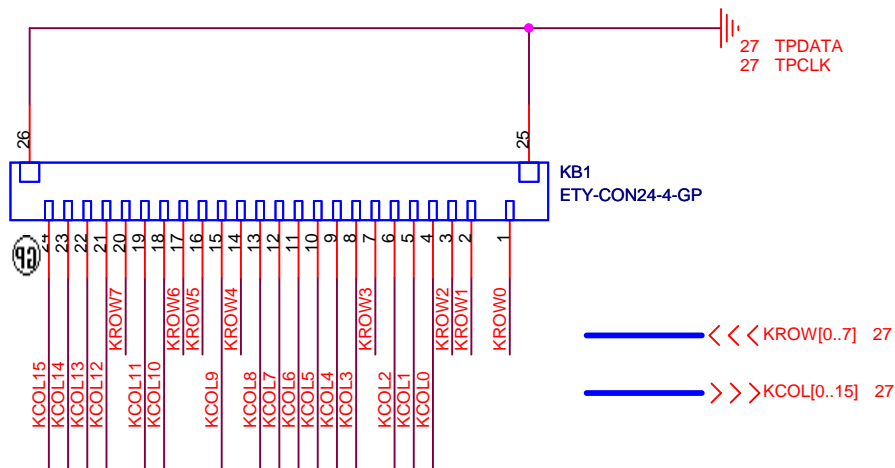 27 TPDATA
27 TPCLK
26
25
KB1
ETY-CON24-4-GP
24
23
22
21
20
19
18
17
16
15
14
13
12
11
10
9
8
7
6
5
4
3
2
1
GP
KROW7
KROW6
KROW5
KROW4
KROW3
KROW2
KROW1
KROW0
KROW[0..7] 27
KCOL15
KCOL14
KCOL13
KCOL12
KCOL11
KCOL10
KCOL9
KCOL8
KCOL7
KCOL6
KCOL5
KCOL4
KCOL3
KCOL2
KCOL1
KCOL0
KCOL[0..15] 27